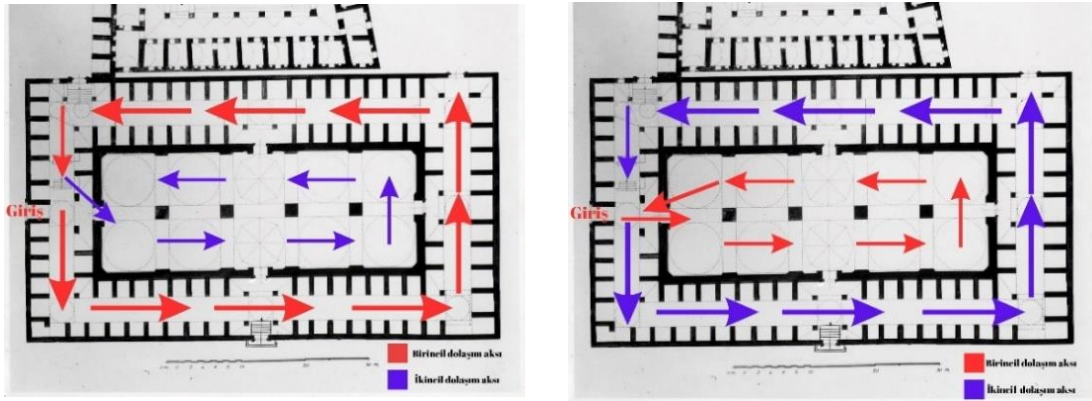 Giriş
Birincil dolaşım aksı
İkincil dolaşım aksı
Giriş
Birincil dolaşım aksı
İkincil dolaşım aksı